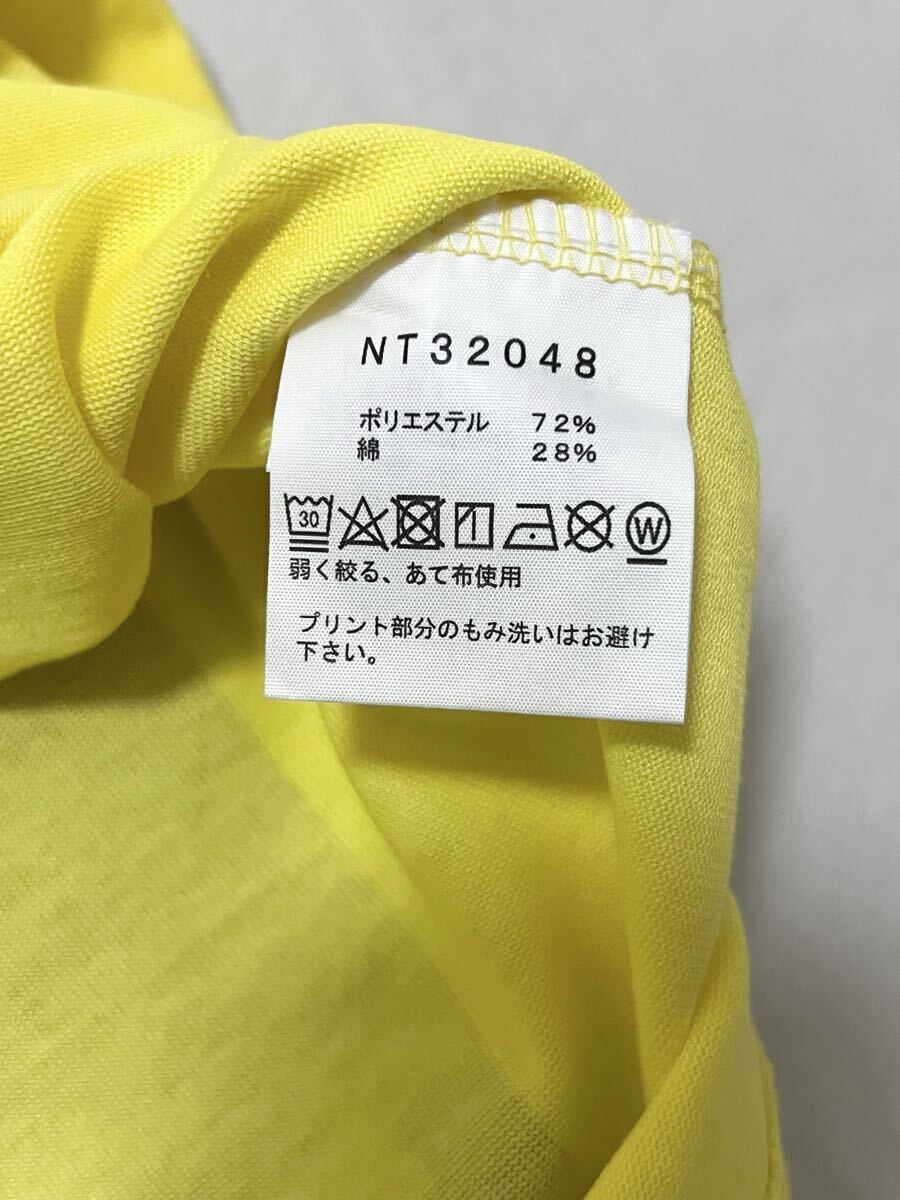 NT32048
ポリエステル 72%
綿 28%
30
W
弱く絞る、あて布使用
プリント部分のもみ洗いはお避け
下さい。